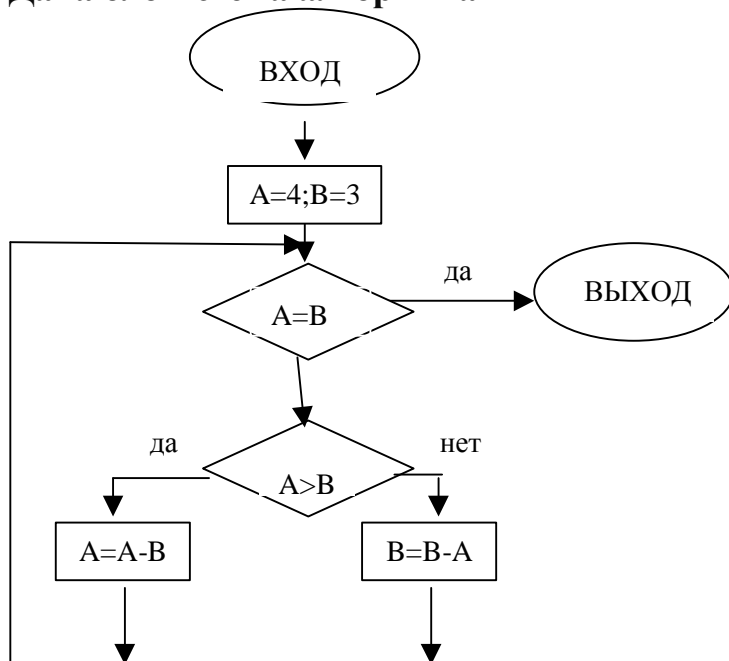 ВХОД
A=4;B=3
A=B
да
ВЫХОД
да
A>B
нет
A=A-B
B=B-A